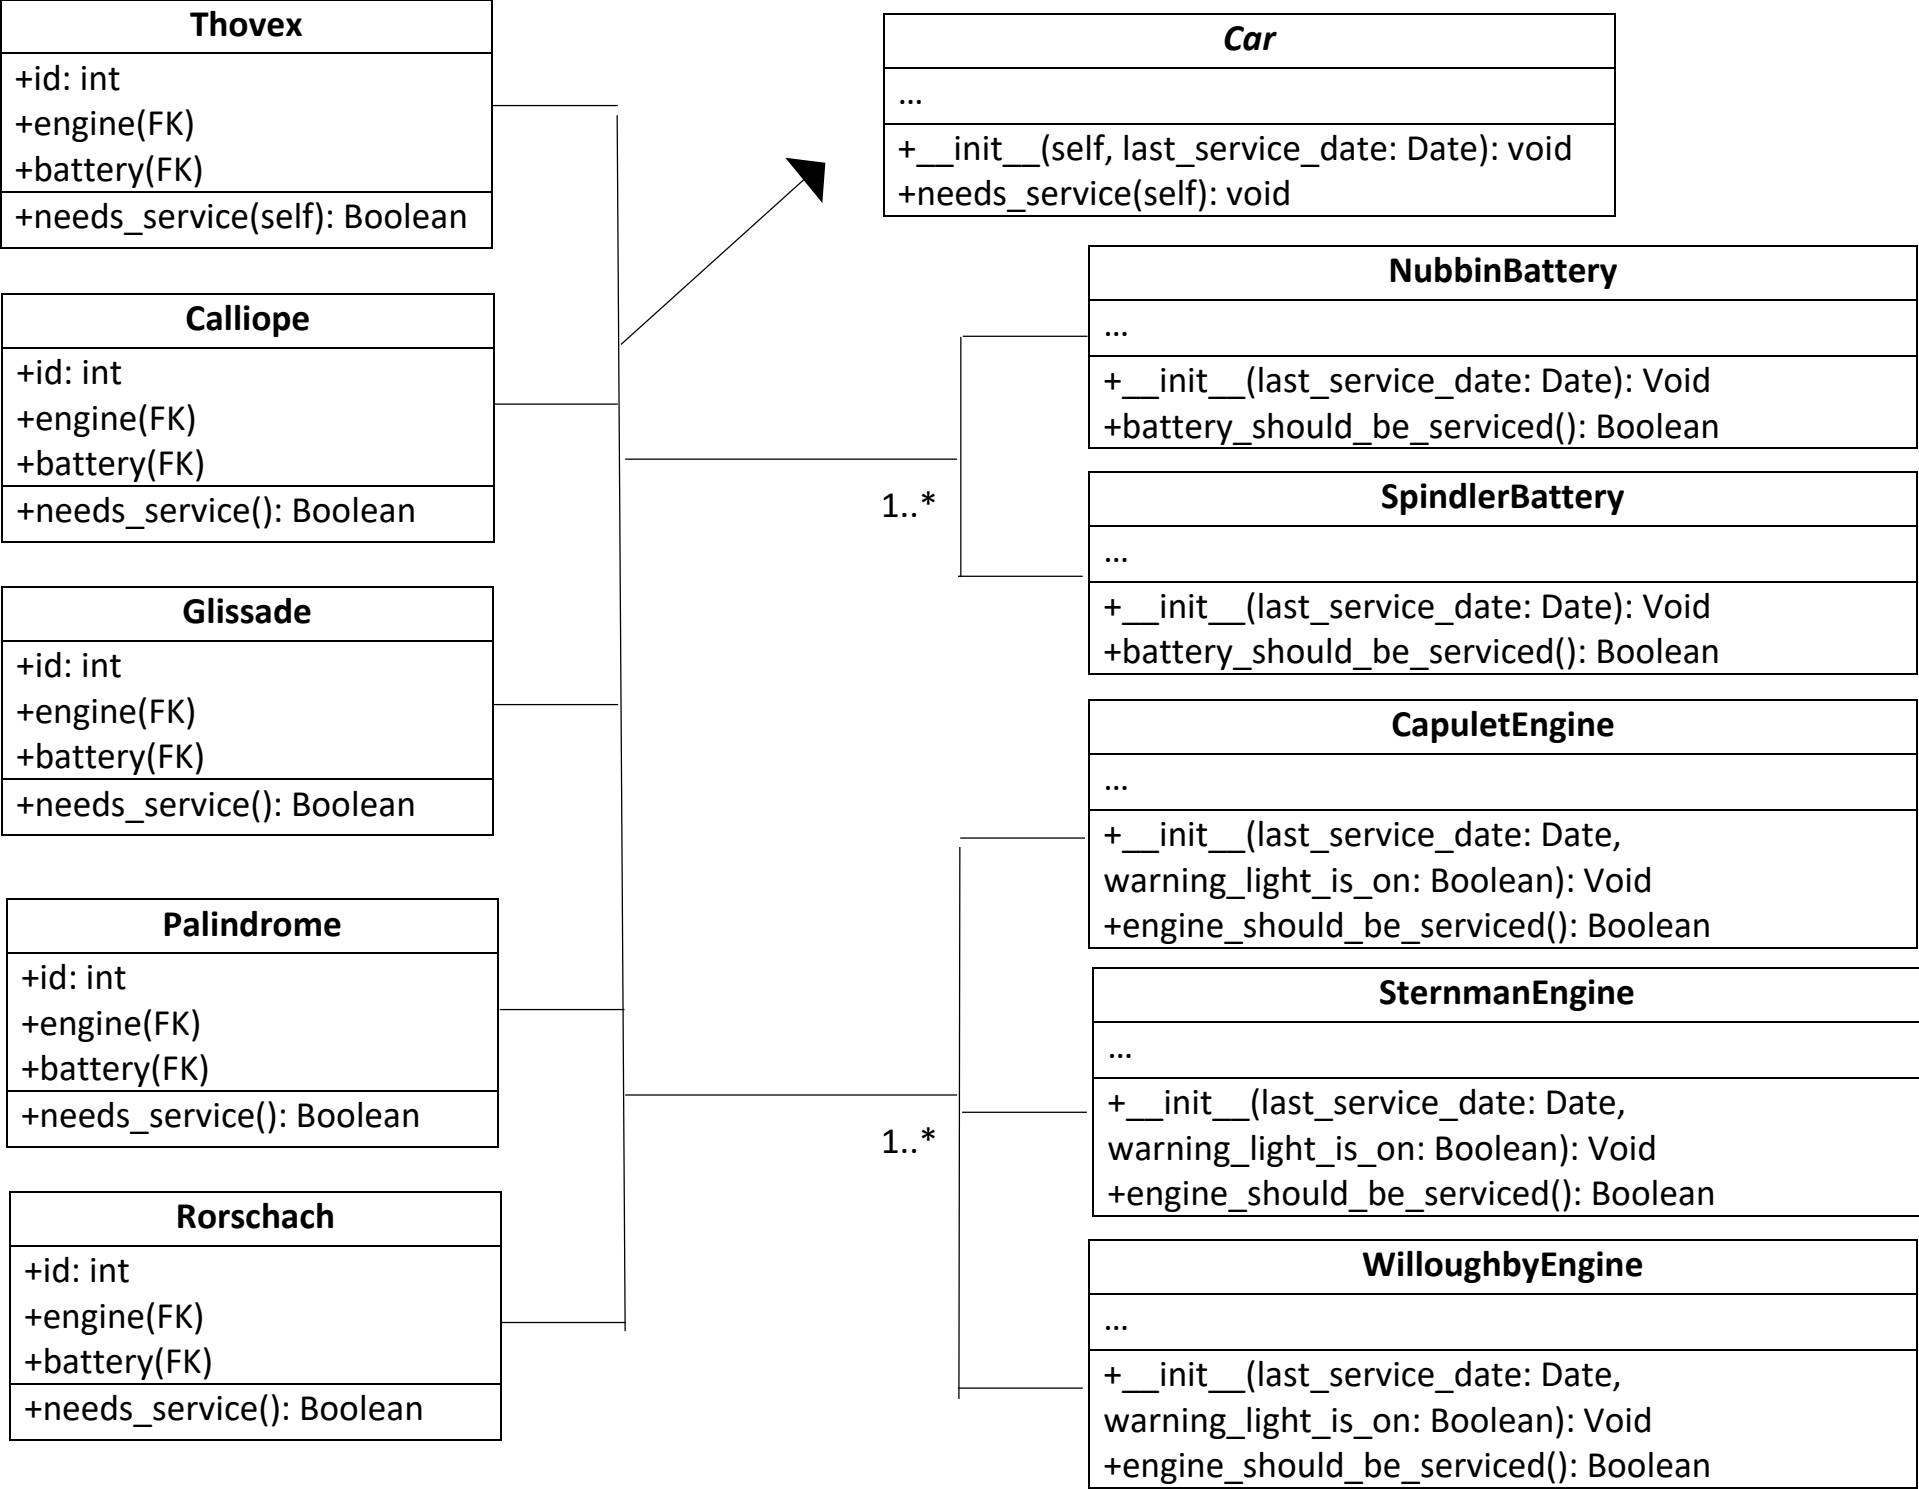 Thovex
+id: int
+engine(FK)
+battery(FK)
+needs_service(self): Boolean
Calliope
+id: int
+engine(FK)
+battery(FK)
+needs_service(): Boolean
Glissade
+id: int
+engine(FK)
+battery(FK)
+needs_service(): Boolean
Palindrome
+id: int
+engine(FK)
+battery(FK)
+needs_service(): Boolean
Rorschach
+id: int
+engine(FK)
+battery(FK)
+needs_service(): Boolean
Car
...
+__init__(self, last_service_date: Date): void
+needs_service(self): void
NubbinBattery
...
+__init__(last_service_date: Date): Void
+battery_should_be_serviced(): Boolean
1..*
SpindlerBattery
...
+__init__(last_service_date: Date): Void
+battery_should_be_serviced(): Boolean
CapuletEngine
...
+__init__(last_service_date: Date,
warning_light_is_on: Boolean): Void
+engine_should_be_serviced(): Boolean
SternmanEngine
...
+__init__(last_service_date: Date,
warning_light_is_on: Boolean): Void
+engine_should_be_serviced(): Boolean
1..*
WilloughbyEngine
...
+__init__(last_service_date: Date,
warning_light_is_on: Boolean): Void
+engine_should_be_serviced(): Boolean